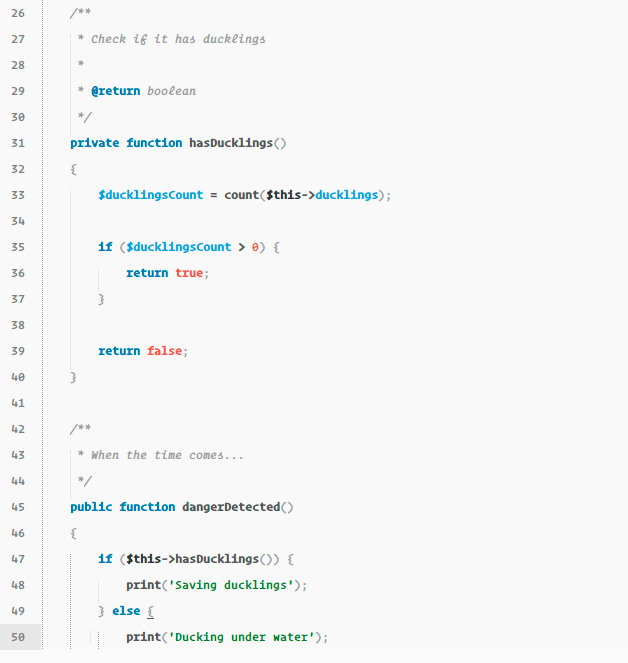 26 /**
27  * Check if it has ducklings
28  *
29  * @return boolean
30  */
31 private function hasDucklings()
32 {
33     $ducklingsCount = count($this->ducklings);
34
35     if ($ducklingsCount > 0) {
36         return true;
37     }
38
39     return false;
40 }
41
42 /**
43  * When the time comes...
44  */
45 public function dangerDetected()
46 {
47     if ($this->hasDucklings()) {
48         print('Saving ducklings');
49     } else {
50         print('Ducking under water');